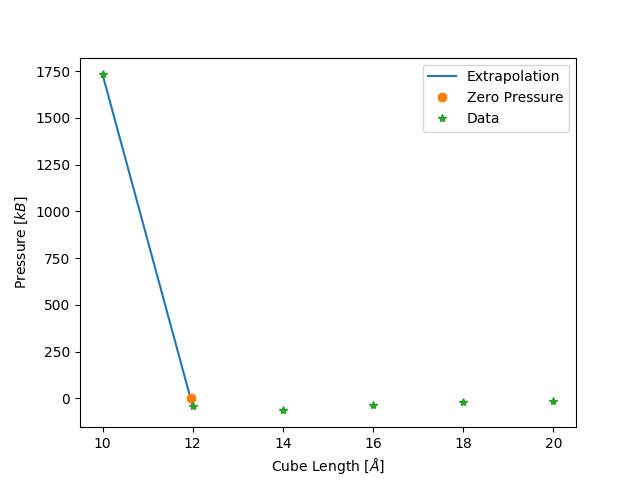 1750
1500
1250
1000
750
500
250
0
Pressure [kB]
10
12
14
16
18
20
Cube Length [Å]
Extrapolation
Zero Pressure
Data